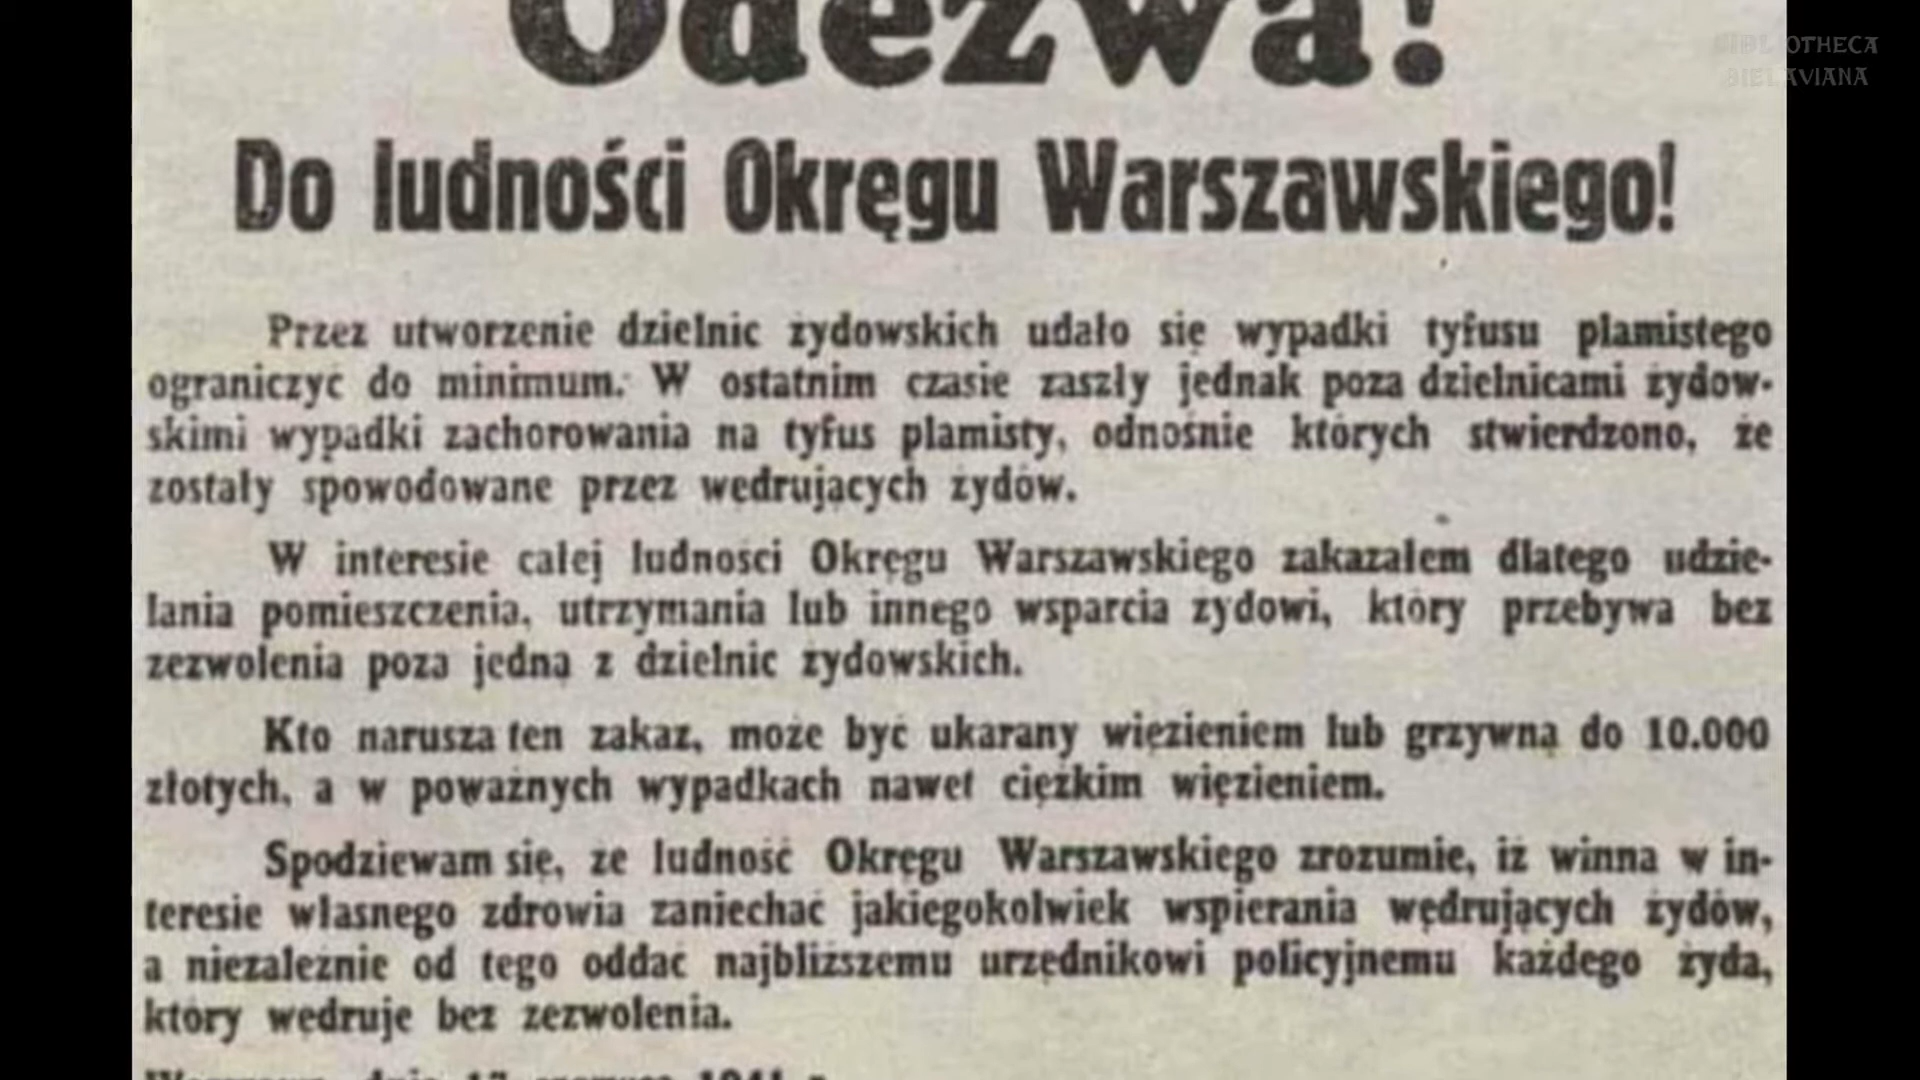 Odezwa!
BIBLIOTHECA
BIELAVIANA
Do ludności Okręgu Warszawskiego!
Przez utworzenie dzielnic żydowskich udało się wypadki tyfusu plamistego
ograniczyć do minimum. W ostatnim czasie zaszły jednak poza dzielnicami żydow-
skimi wypadki zachorowania na tyfus plamisty, odnośnie których stwierdzono, że
zostały spowodowane przez wędrujących żydów.
W interesie całej ludności Okręgu Warszawskiego zakazałem dlatego udzie-
lania pomieszczenia, utrzymania lub innego wsparcia żydowi, który przebywa bez
zezwolenia poza jedną z dzielnic żydowskich.
Kto narusza ten zakaz, może być ukarany więzieniem lub grzywną do 10.000
złotych, a w poważnych wypadkach nawet ciężkim więzieniem.
Spodziewam się, że ludność Okręgu Warszawskiego zrozumie, iż winna w in-
teresie własnego zdrowia zaniechać jakiegokolwiek wspierania wędrujących żydów,
a niezależnie od tego oddać najbliższemu urzędnikowi policyjnemu każdego żyda,
który wędruje bez zezwolenia.
dnia 1941 r.